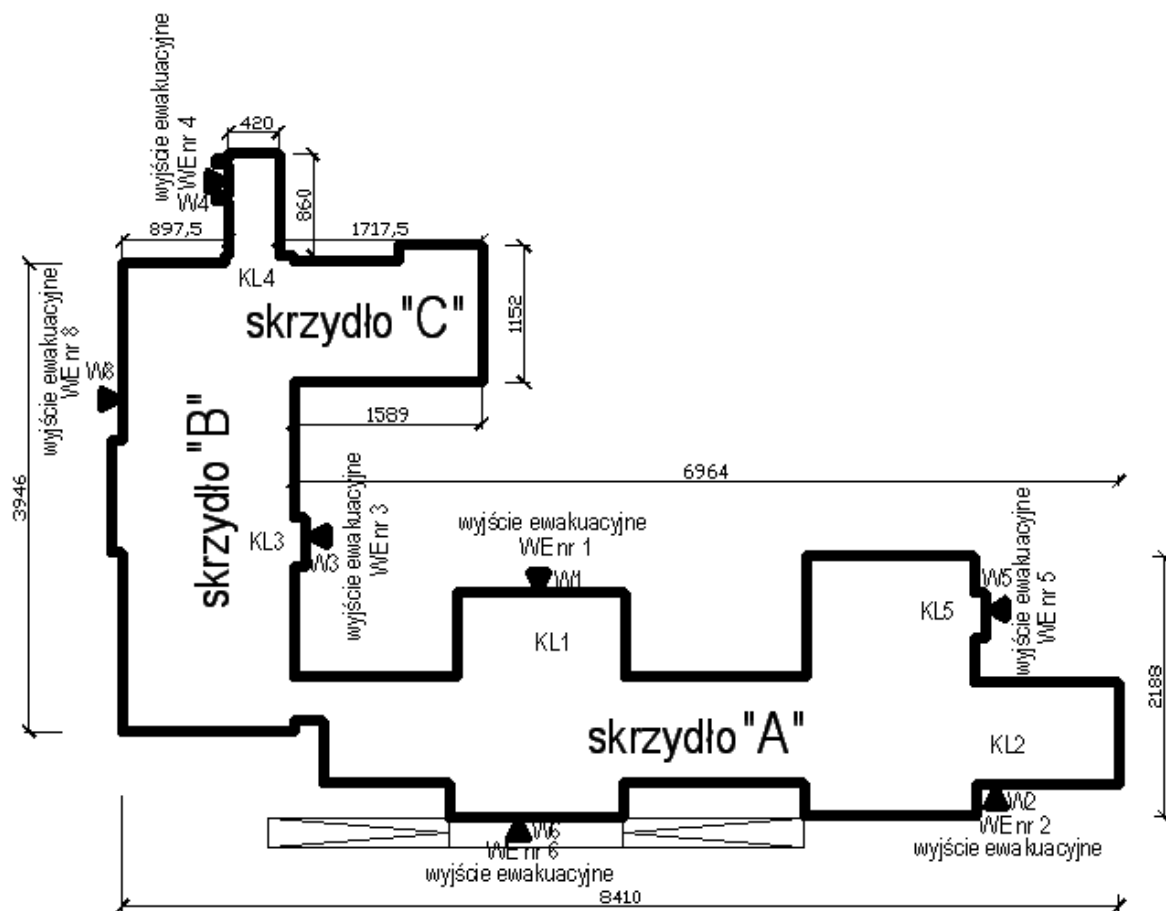 wyjście ewakuacyjne
WE nr 4
W4
420
860
897,5
1717,5
KL4
skrzydło "C"
1152
wyjście ewakuacyjne
WE nr 8
W8
3946
1589
skrzydło "B"
6964
KL3
W3
wyjście ewakuacyjne
WE nr 3
wyjście ewakuacyjne
WE nr 1
W1
KL1
KL5
W5
wyjście ewakuacyjne
WE nr 5
2188
skrzydło "A"
KL2
W2
WE nr 2
wyjście ewakuacyjne
W6
WE nr 6
wyjście ewakuacyjne
8410